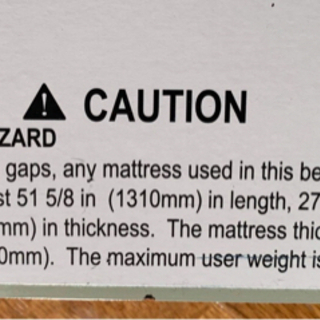 CAUTION
ZARD
gaps, any mattress used in this be
st 51 5/8 in (1310mm) in length, 27
mm) in thickness. The mattress thic
0mm). The maximum user weight is